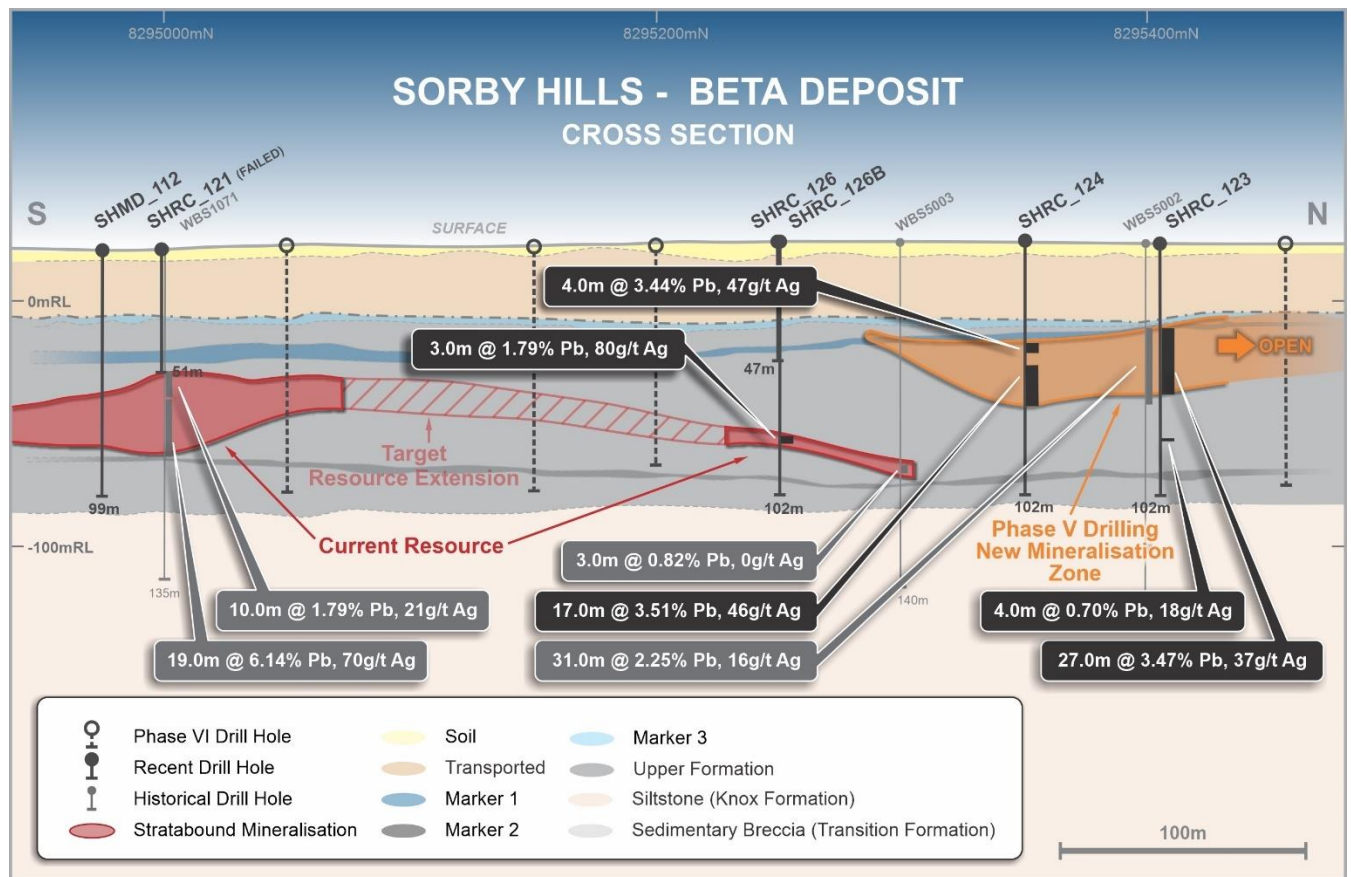 8295000mN
8295200mN
8295400mN
SORBY HILLS - BETA DEPOSIT
CROSS SECTION
S
SHMD_112
SHRC_121 (FAILED)
WBS1071
SURFACE
SHRC_126
SHRC_126B
WBS5003
SHRC_124
WBS5002
SHRC_123
N
0mRL
4.0m @ 3.44% Pb, 47g/t Ag
3.0m @ 1.79% Pb, 80g/t Ag
OPEN
51m
47m
Target
Resource Extension
99m
102m
102m
102m
Current Resource
Phase V Drilling
New Mineralisation
Zone
-100mRL
3.0m @ 0.82% Pb, 0g/t Ag
135m
140m
10.0m @ 1.79% Pb, 21g/t Ag
17.0m @ 3.51% Pb, 46g/t Ag
4.0m @ 0.70% Pb, 18g/t Ag
19.0m @ 6.14% Pb, 70g/t Ag
31.0m @ 2.25% Pb, 16g/t Ag
27.0m @ 3.47% Pb, 37g/t Ag
Phase VI Drill Hole
Recent Drill Hole
Historical Drill Hole
Stratabound Mineralisation
Soil
Transported
Marker 1
Marker 2
Marker 3
Upper Formation
Siltstone (Knox Formation)
Sedimentary Breccia (Transition Formation)
100m